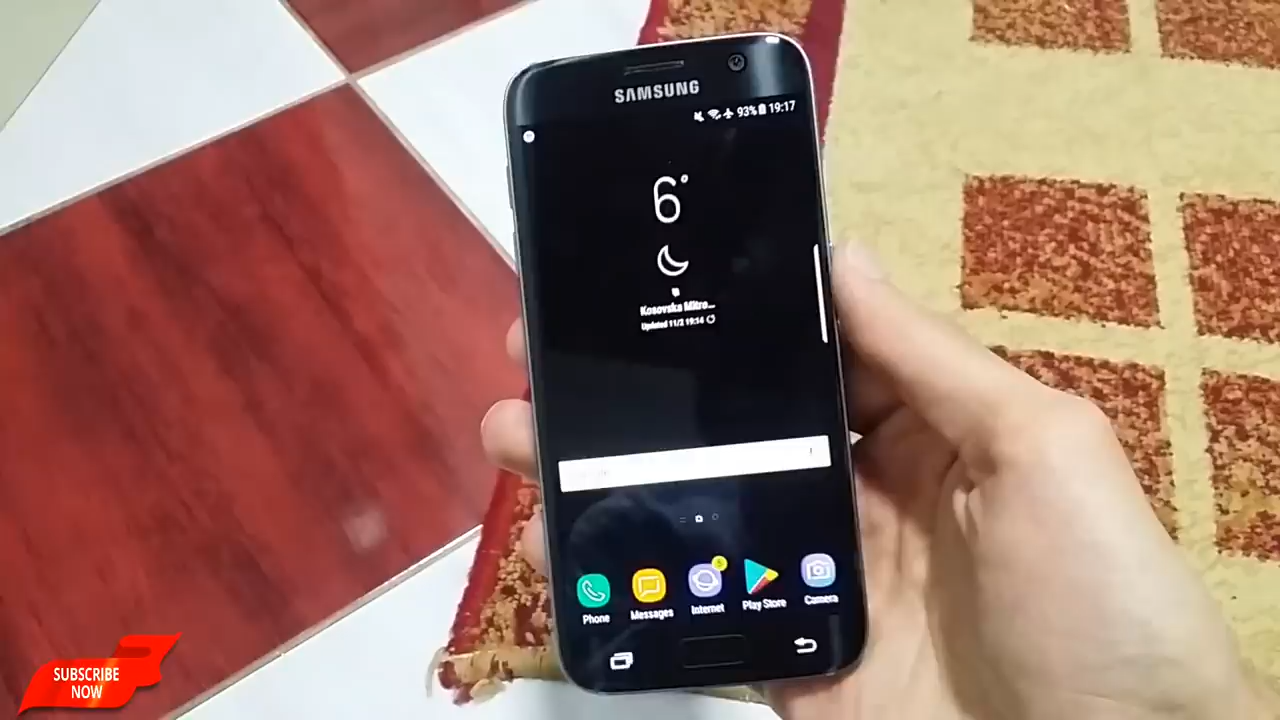 SAMSUNG
93% 19:17
6°
Kosovska Mitro...
Updated 11/2 19:14
Phone
Messages
Internet
Play Store
Camera
SUBSCRIBE
NOW